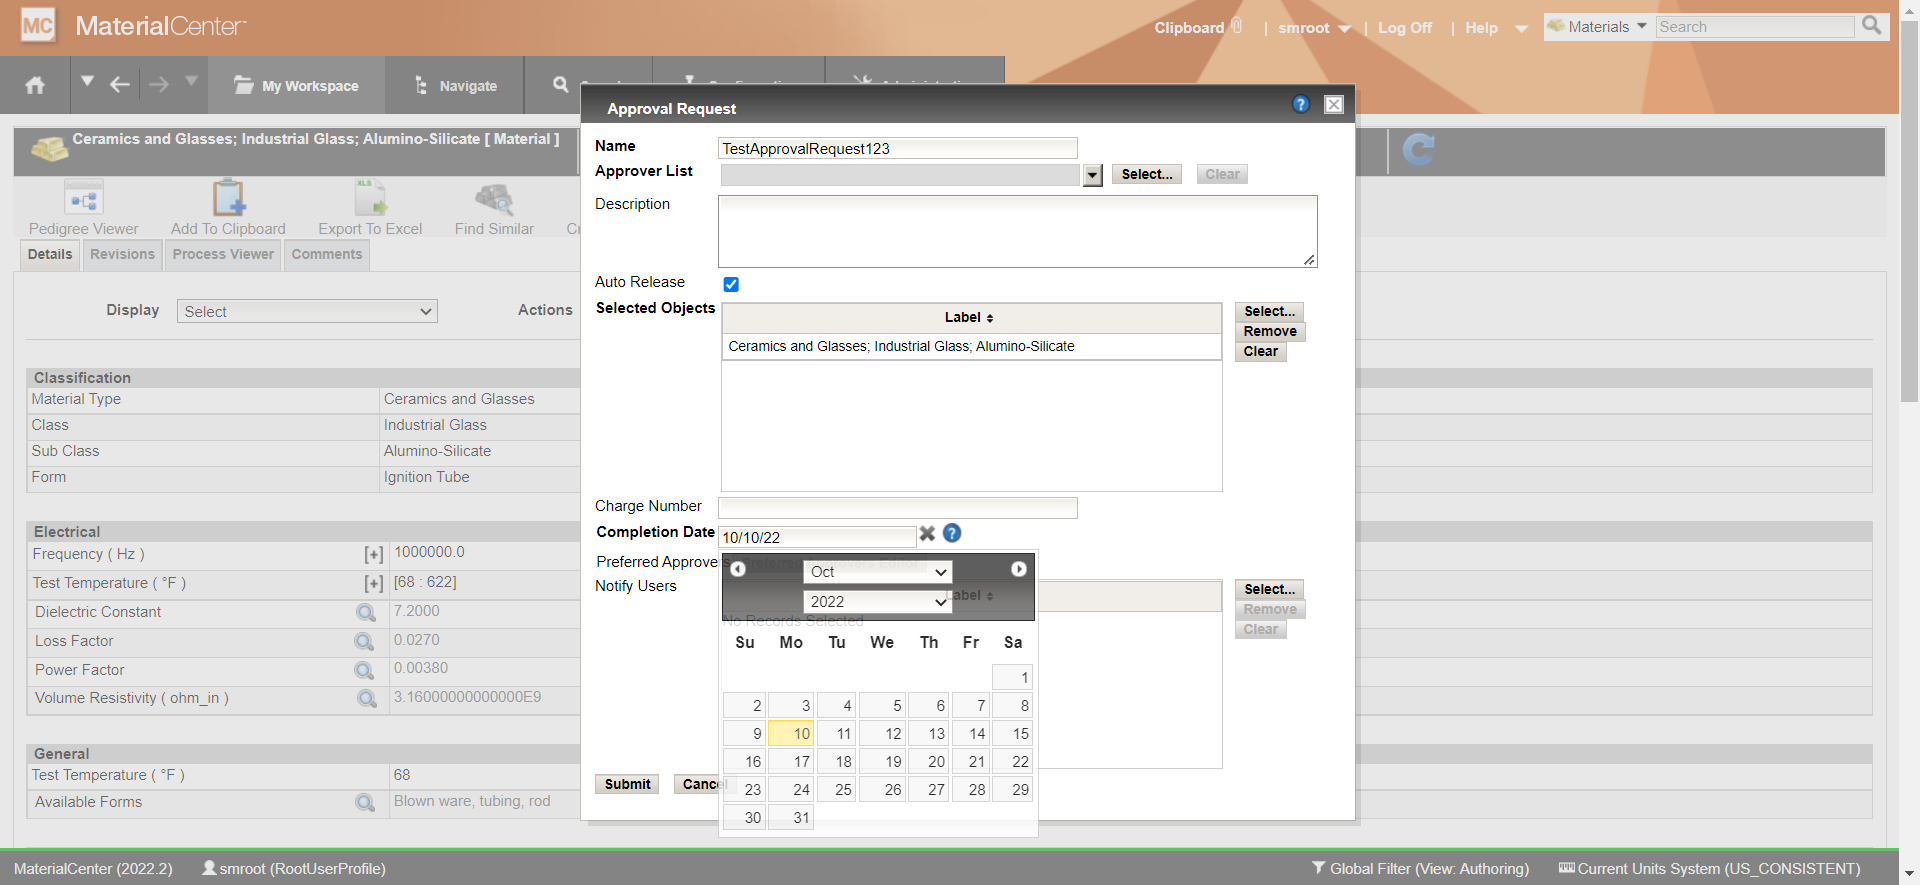 MC MaterialCenter
Clipboard | smroot | Log Off | Help
Materials Search
My Workspace Navigate
Approval Request
Ceramics and Glasses; Industrial Glass; Alumino-Silicate [ Material ]
Name TestApprovalRequest123
Approver List Select... Clear
Description
Pedigree Viewer Add To Clipboard Export To Excel Find Similar
Details Revisions Process Viewer Comments
Auto Release
Display Select Actions
Selected Objects Label Select...
Remove
Ceramics and Glasses; Industrial Glass; Alumino-Silicate Clear
Classification
Material Type Ceramics and Glasses
Class Industrial Glass
Sub Class Alumino-Silicate
Form Ignition Tube
Charge Number
Electrical
Completion Date 10/10/22
Frequency ( Hz ) [+] 1000000.0
Preferred Approve
Test Temperature ( °F ) [+] [68 : 622]
Oct
Notify Users Label Select...
2022
Remove
Dielectric Constant 7.2000
No Records Selected
Clear
Loss Factor 0.0270
Power Factor 0.00380
Volume Resistivity ( ohm_in ) 3.16000000000000E9
Su Mo Tu We Th Fr Sa
1
2 3 4 5 6 7 8
9 10 11 12 13 14 15
16 17 18 19 20 21 22
23 24 25 26 27 28 29
30 31
General
Test Temperature ( °F ) 68
Available Forms Blown ware, tubing, rod
Submit Cancel
MaterialCenter (2022.2) smroot (RootUserProfile) Global Filter (View: Authoring) Current Units System (US_CONSISTENT)